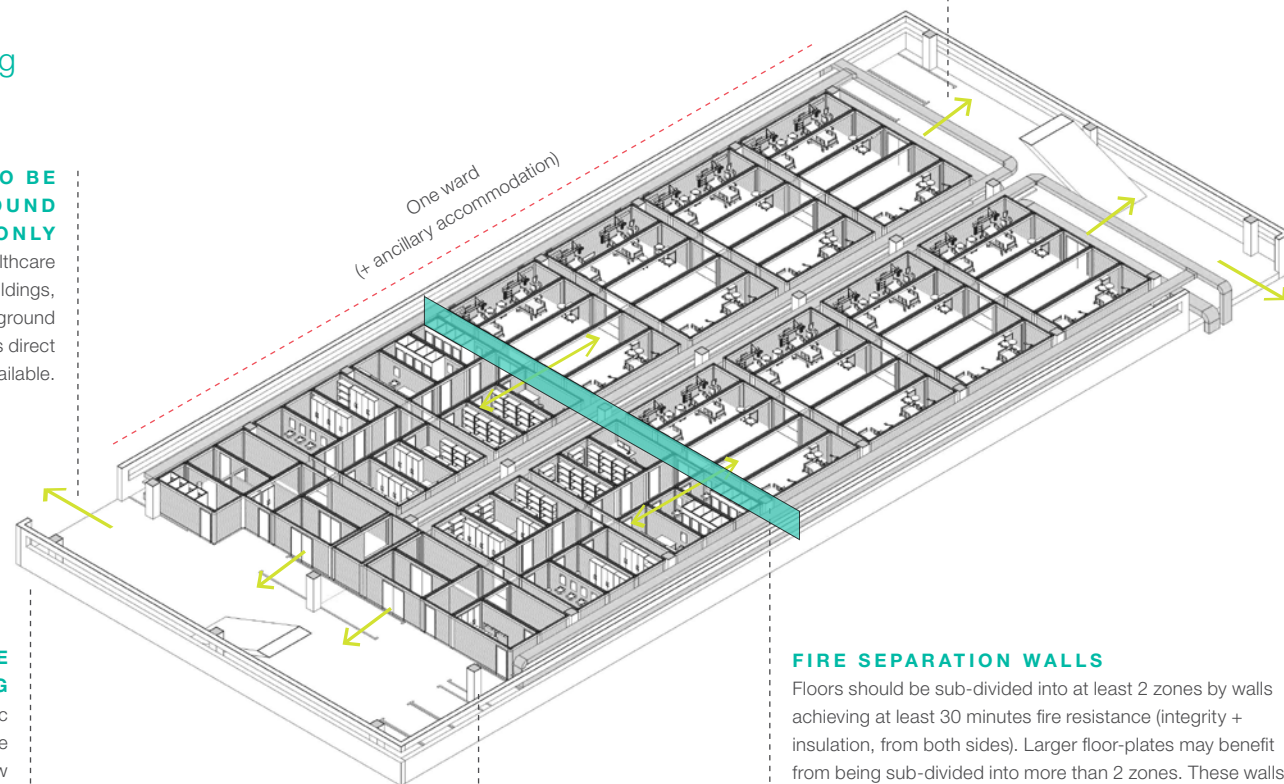 g
O BE
OUND
ONLY
lthcare
ldings,
ground
s direct
ailable.
One ward
(+ ancillary accommodation)
E
G
c
e
w
FIRE SEPARATION WALLS
Floors should be sub-divided into at least 2 zones by walls
achieving at least 30 minutes fire resistance (integrity +
insulation, from both sides). Larger floor-plates may benefit
from being sub-divided into more than 2 zones. These walls